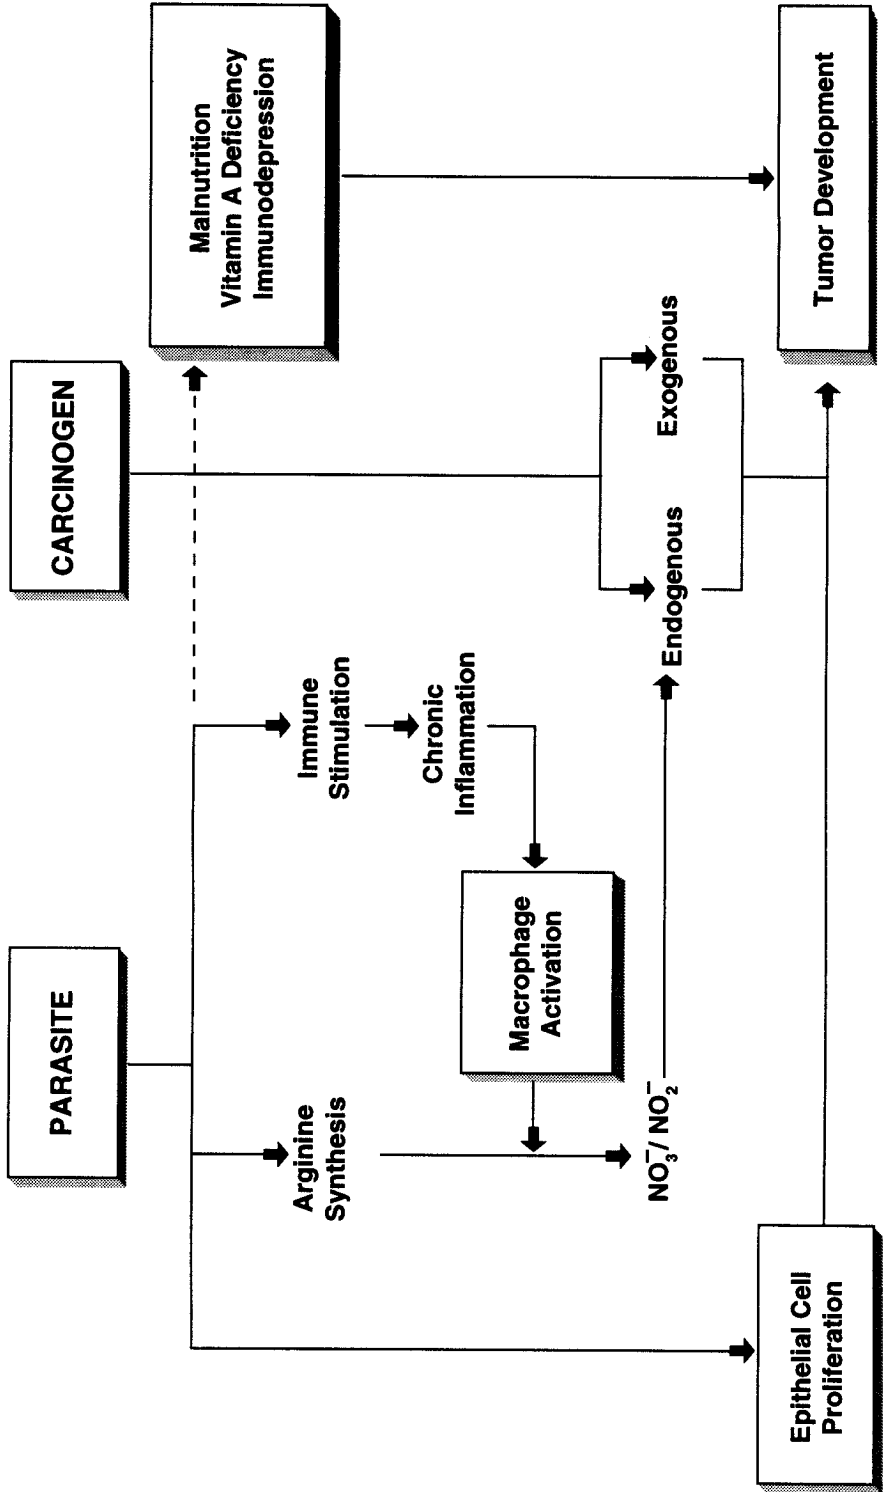 PARASITE
CARCINOGEN
Malnutrition
Vitamin A Deficiency
Immunodepression
Arginine
Synthesis
Immune
Stimulation
Chronic
Inflammation
Macrophage
Activation
NO₃⁻/ NO₂⁻
Endogenous
Exogenous
Epithelial Cell
Proliferation
Tumor Development